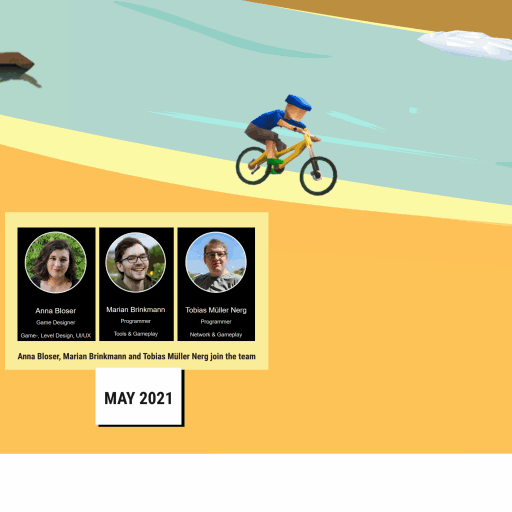 Anna Bloser
Game Designer
Game-, Level Design, UI/UX
Marian Brinkmann
Programmer
Tools & Gameplay
Tobias Müller Nerg
Programmer
Network & Gameplay
Anna Bloser, Marian Brinkmann and Tobias Müller Nerg join the team
MAY 2021